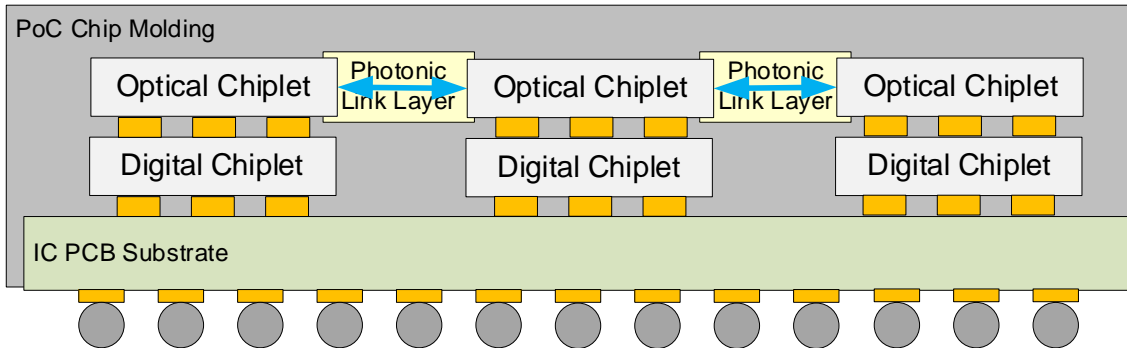 PoC Chip Molding
Optical Chiplet
Photonic
Link Layer
Optical Chiplet
Photonic
Link Layer
Optical Chiplet
Digital Chiplet
Digital Chiplet
Digital Chiplet
IC PCB Substrate